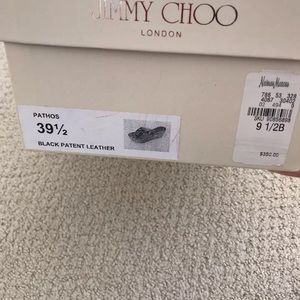 JIMMY CHOO
LONDON
PATHOS
39½
BLACK PATENT LEATHER
Neiman Marcus
9 1/2B